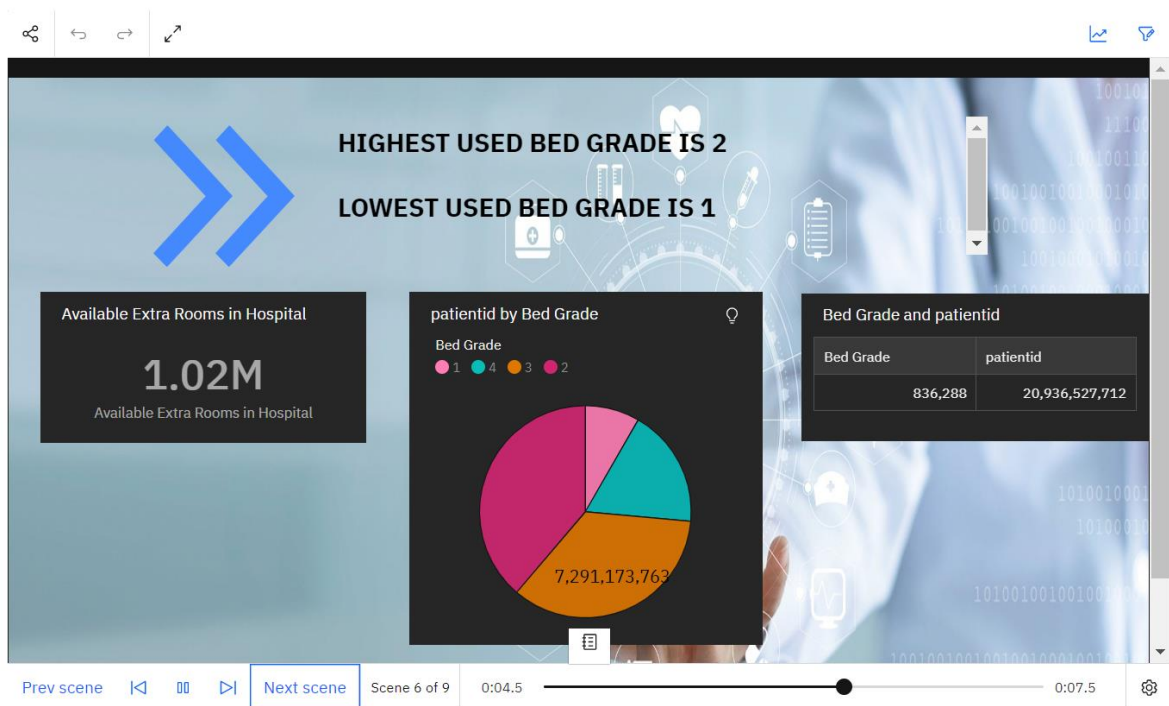 HIGHEST USED BED GRADE IS 2
LOWEST USED BED GRADE IS 1
Available Extra Rooms in Hospital
1.02M
Available Extra Rooms in Hospital
patientid by Bed Grade
Bed Grade
1 4 3 2
7,291,173,763
Bed Grade and patientid
Bed Grade patientid
836,288 20,936,527,712
Prev scene Next scene Scene 6 of 9 0:04.5 0:07.5